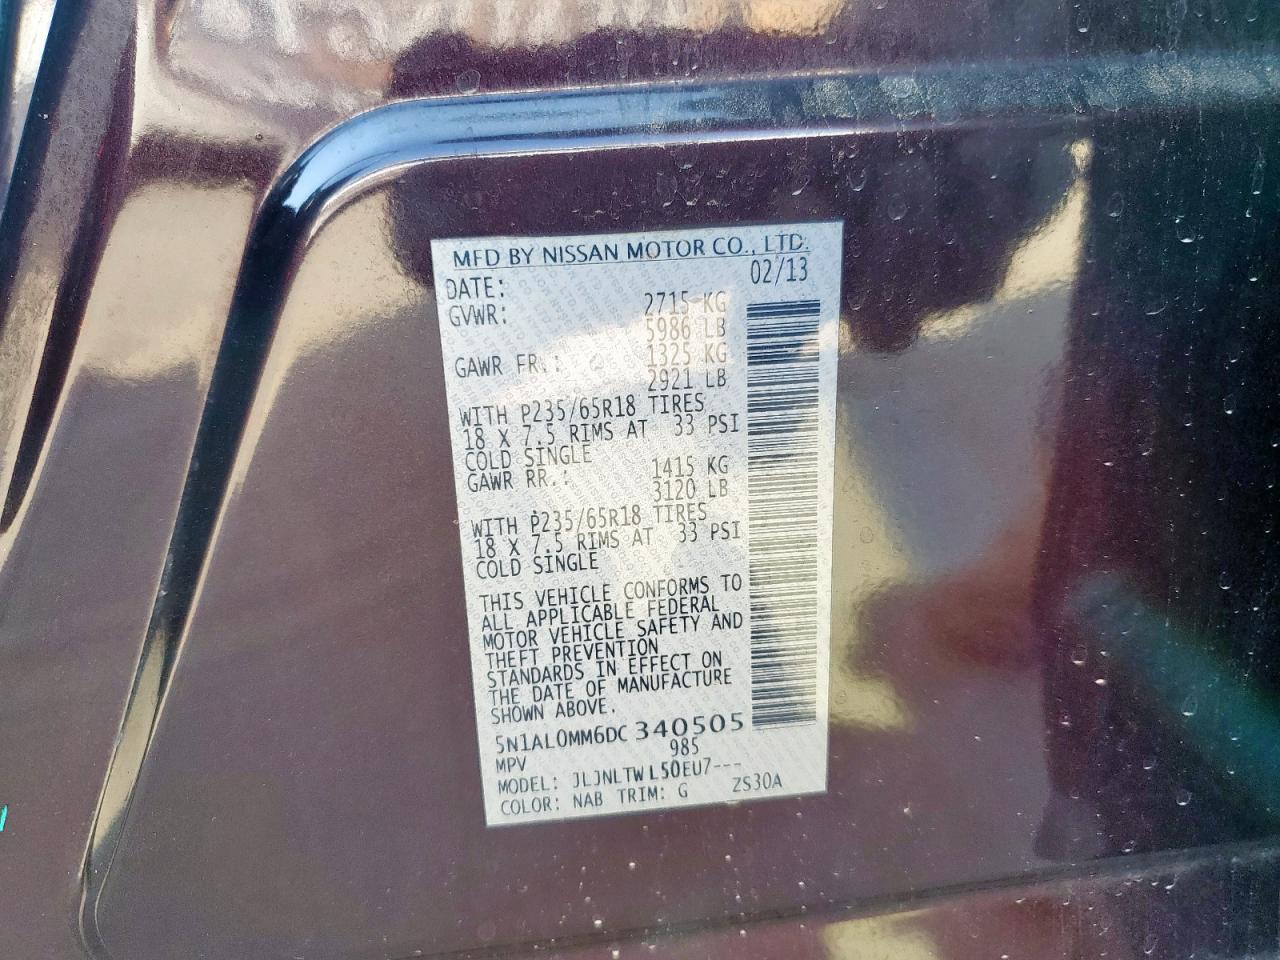 MFD BY NISSAN MOTOR CO., LTD.
DATE: 02/13
GVWR: 2715 KG
5986 LB
GAWR FR.: 1325 KG
2921 LB
WITH P235/65R18 TIRES
18 X 7.5 RIMS AT 33 PSI
COLD SINGLE
GAWR RR.: 1415 KG
3120 LB
WITH P235/65R18 TIRES
18 X 7.5 RIMS AT 33 PSI
COLD SINGLE
THIS VEHICLE CONFORMS TO
ALL APPLICABLE FEDERAL
MOTOR VEHICLE SAFETY AND
THEFT PREVENTION
STANDARDS IN EFFECT ON
THE DATE OF MANUFACTURE
SHOWN ABOVE.
5N1AL0MM6DC 340505
MPV 985
MODEL: JLJNLTW L50EU7---
COLOR: NAB TRIM: G ZS30A